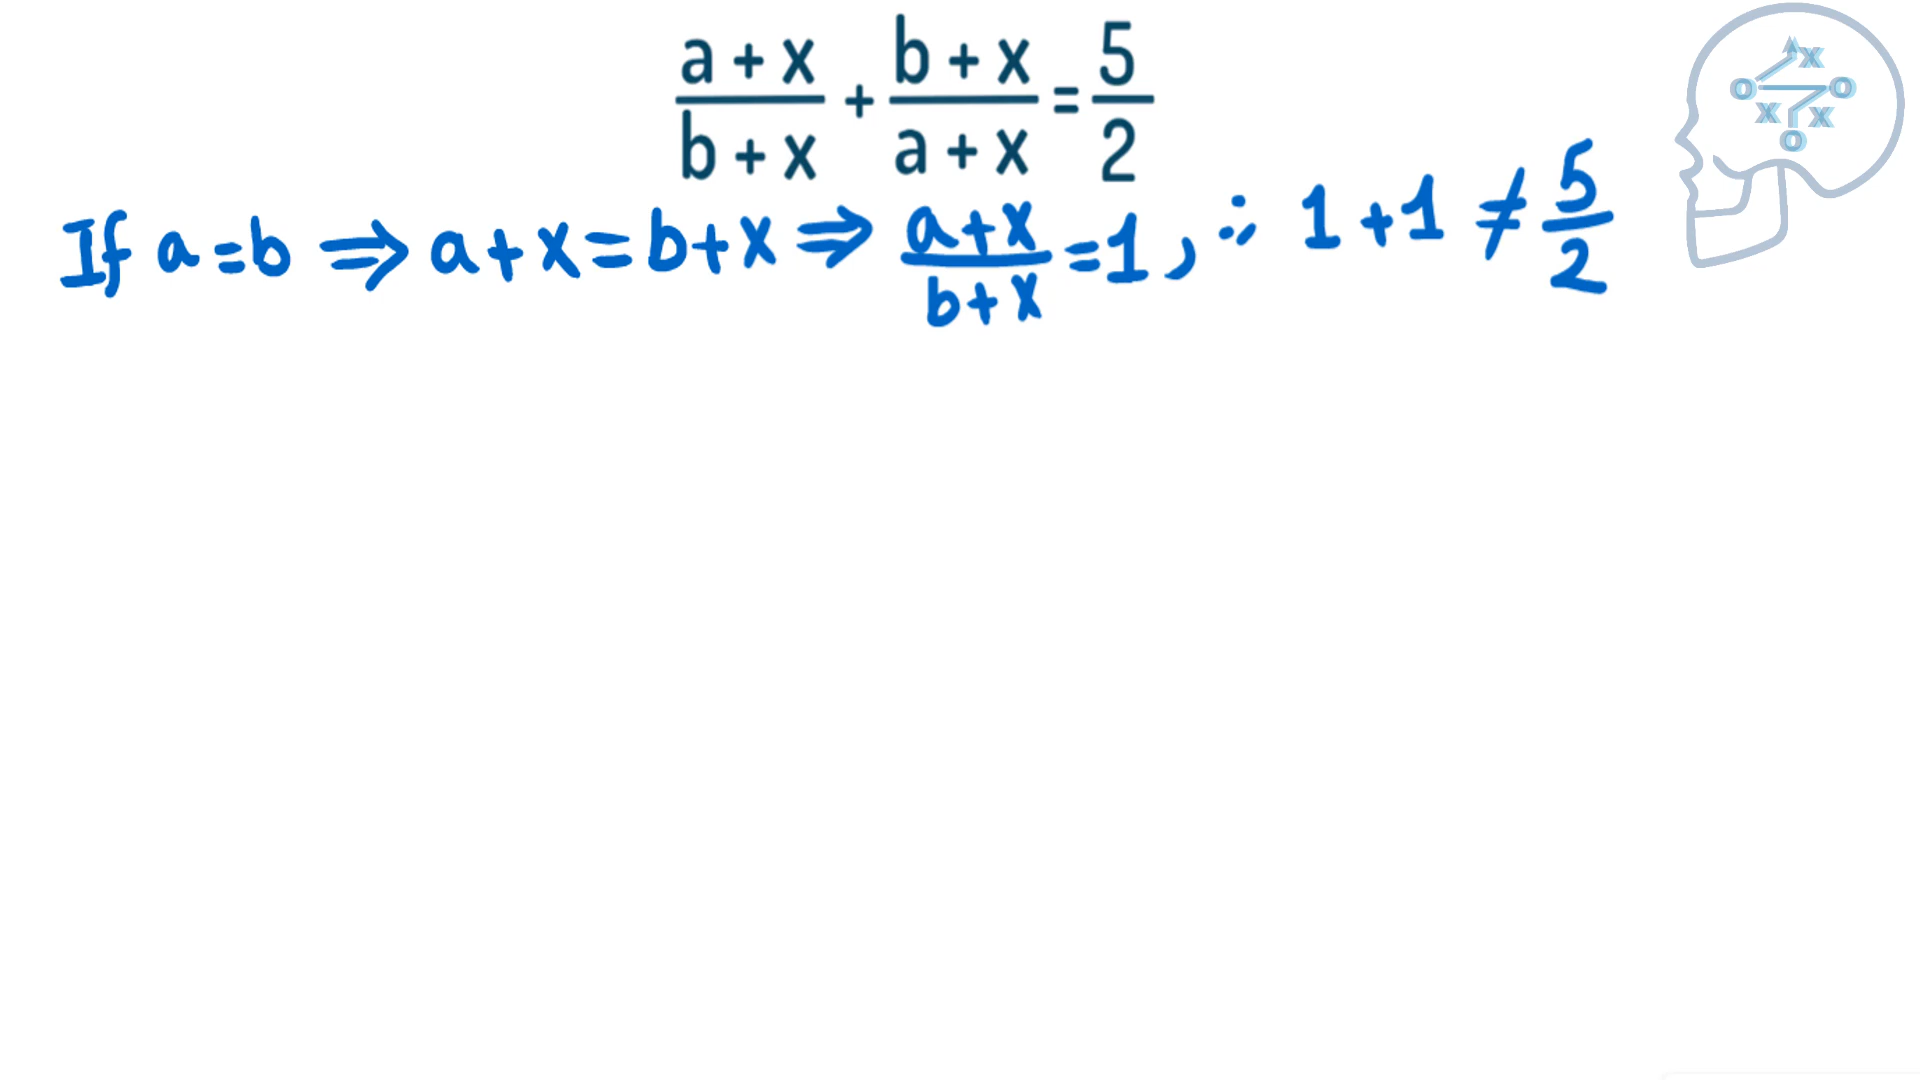 (a + x)/(b + x) + (b + x)/(a + x) = 5/2
If a = b ⇒ a + x = b + x ⇒ (a + x)/(b + x) = 1 , ∴ 1 + 1 ≠ 5/2